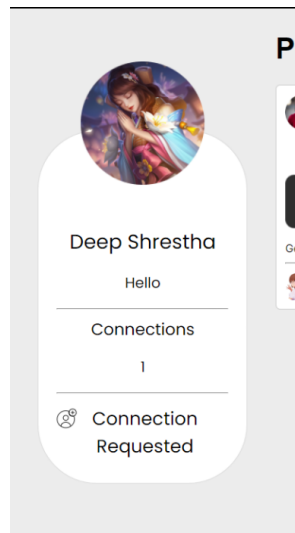 P
Deep Shrestha
Hello
Connections
1
Connection
Requested